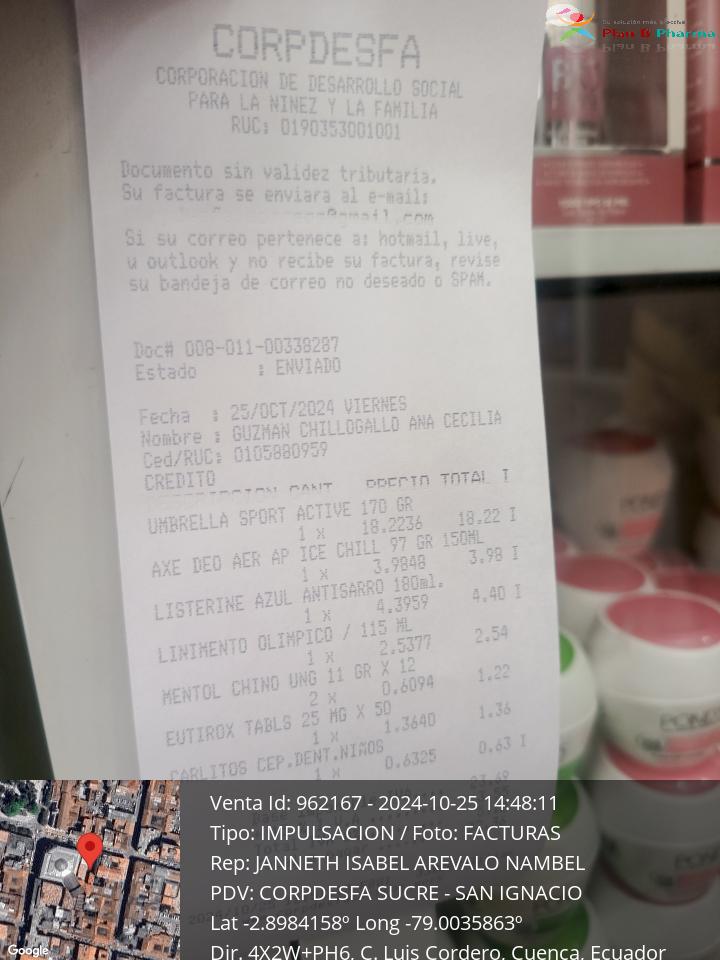 Plan B Pharma
CORPDESFA
CORPORACION DE DESARROLLO SOCIAL
PARA LA NINEZ Y LA FAMILIA
RUC: 0190353001001
Documento sin validez tributaria.
Su factura se enviara al e-mail:
@gmail.com
Si su correo pertenece a: hotmail, live,
u outlook y no recibe su factura, revise
su bandeja de correo no deseado o SPAM.
Doc# 008-011-00338287
Estado : ENVIADO
Fecha : 25/OCT/2024 VIERNES
Nombre : GUZMAN CHILLOGALLO ANA CECILIA
Ced/RUC: 0105880959
CREDITO
CANT PRECIO TOTAL I
UMBRELLA SPORT ACTIVE 170 GR
1 x 18.2236 18.22 I
AXE DEO AER AP ICE CHILL 97 GR 150ML
1 x 3.9848 3.98 I
LISTERINE AZUL ANTISARRO 180ml.
1 x 4.3959 4.40 I
LINIMENTO OLIMPICO / 115 ML
1 x 2.5377 2.54
MENTOL CHINO UNG 11 GR X 12
2 x 0.6094 1.22
EUTIROX TABLS 25 MG X 50
1 x 1.3640 1.36
CARLITOS CEP.DENT.NINOS
1 x 0.6325 0.63 I
Venta Id: 962167 - 2024-10-25 14:48:11
Tipo: IMPULSACION / Foto: FACTURAS
Rep: JANNETH ISABEL AREVALO NAMBEL
PDV: CORPDESFA SUCRE - SAN IGNACIO
Lat -2.8984158º Long -79.0035863º
Dir. 4X2W+PH6, C. Luis Cordero, Cuenca, Ecuador
Google
POND'S